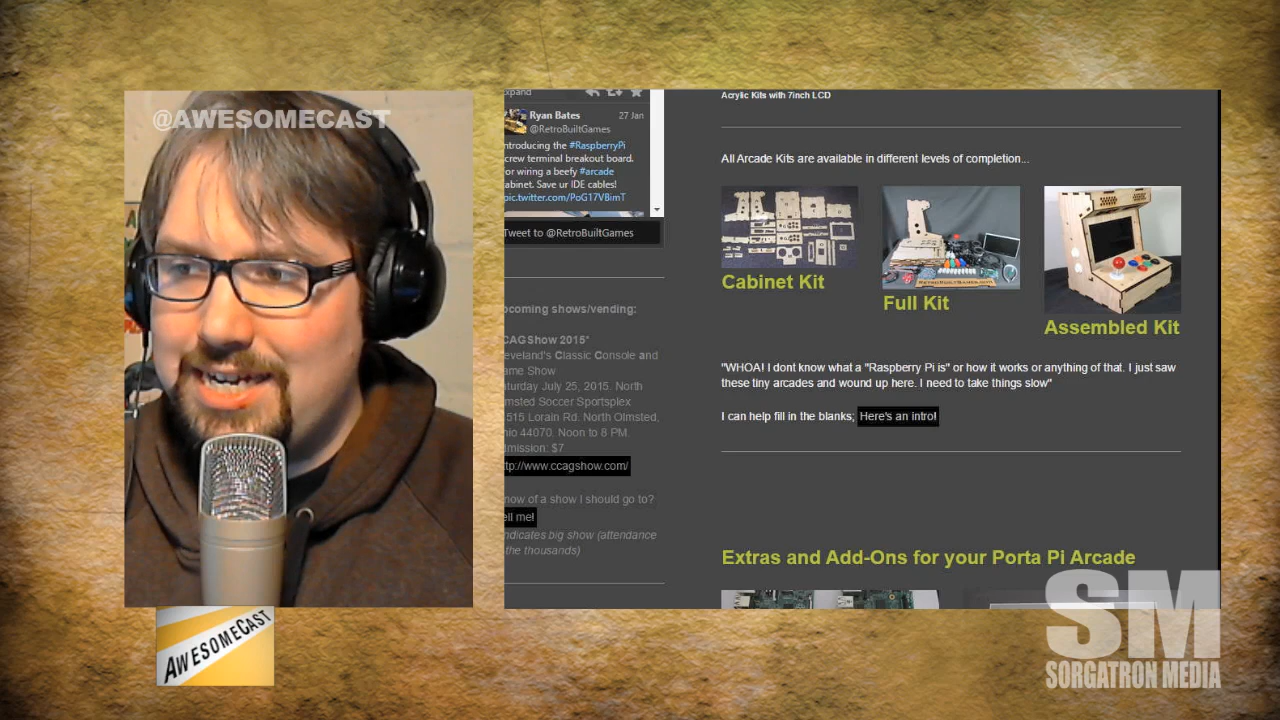 @AWESOMECAST
AWESOMECAST
expand
Ryan Bates
27 Jan
@RetroBuiltGames
ntroducing the #RaspberryPi
crew terminal breakout board.
or wiring a beefy #arcade
abinet. Save ur IDE cables!
pic.twitter.com/PoG17VBimT
Tweet to @RetroBuiltGames
pcoming shows/vending:
CAGShow 2015*
leveland's Classic Console and
ame Show
aturday July 25, 2015. North
lmsted Soccer Sportsplex
1515 Lorain Rd. North Olmsted,
hio 44070. Noon to 8 PM.
dmission: $7
ttp://www.ccagshow.com/
now of a show I should go to?
ell me!
ndicates big show (attendance
the thousands)
Acrylic Kits with 7inch LCD
All Arcade Kits are available in different levels of completion...
RETROBUILTGAMES.COM
Cabinet Kit
Full Kit
Assembled Kit
"WHOA! I dont know what a "Raspberry Pi is" or how it works or anything of that. I just saw
these tiny arcades and wound up here. I need to take things slow"
I can help fill in the blanks; Here's an intro!
Extras and Add-Ons for your Porta Pi Arcade
SM
SORGATRON MEDIA